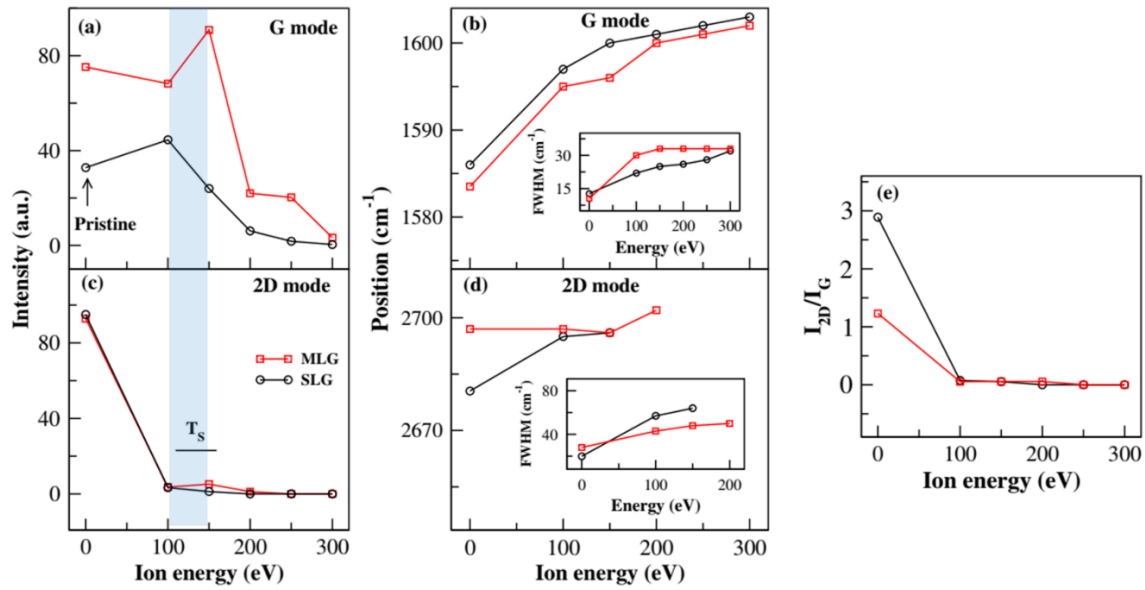 (a)
G mode
80
40
0
Intensity (a.u.)
Pristine
(c)
2D mode
80
40
0
MLG
SLG
T_S
0 100 200 300
Ion energy (eV)
(b)
G mode
1600
1590
1580
Position (cm⁻¹)
30
15
FWHM (cm⁻¹)
0 100 200 300
Energy (eV)
(d)
2D mode
2700
2670
80
40
FWHM (cm⁻¹)
0 100 200
Energy (eV)
0 50 100 150 200 250 300
Ion energy (eV)
(e)
3
2
1
0
I_2D/I_G
0 100 200 300
Ion energy (eV)